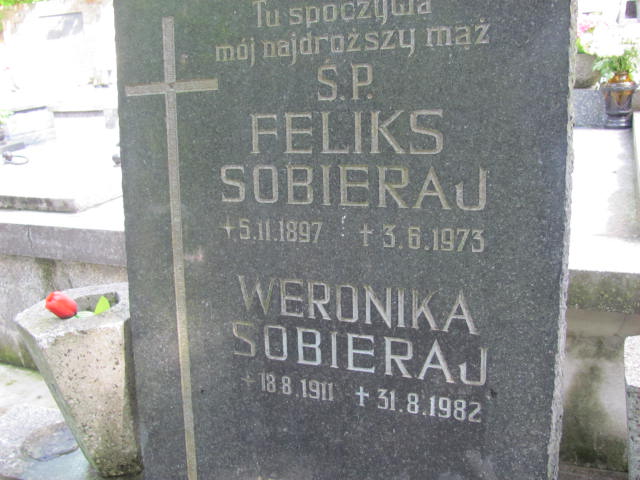 Tu spoczywa
mój najdroższy mąż
Ś.P.
FELIKS
SOBIERAJ
+ 5.11.1897 + 3.6.1973
WERONIKA
SOBIERAJ
+ 18.8.1911 + 31.8.1982